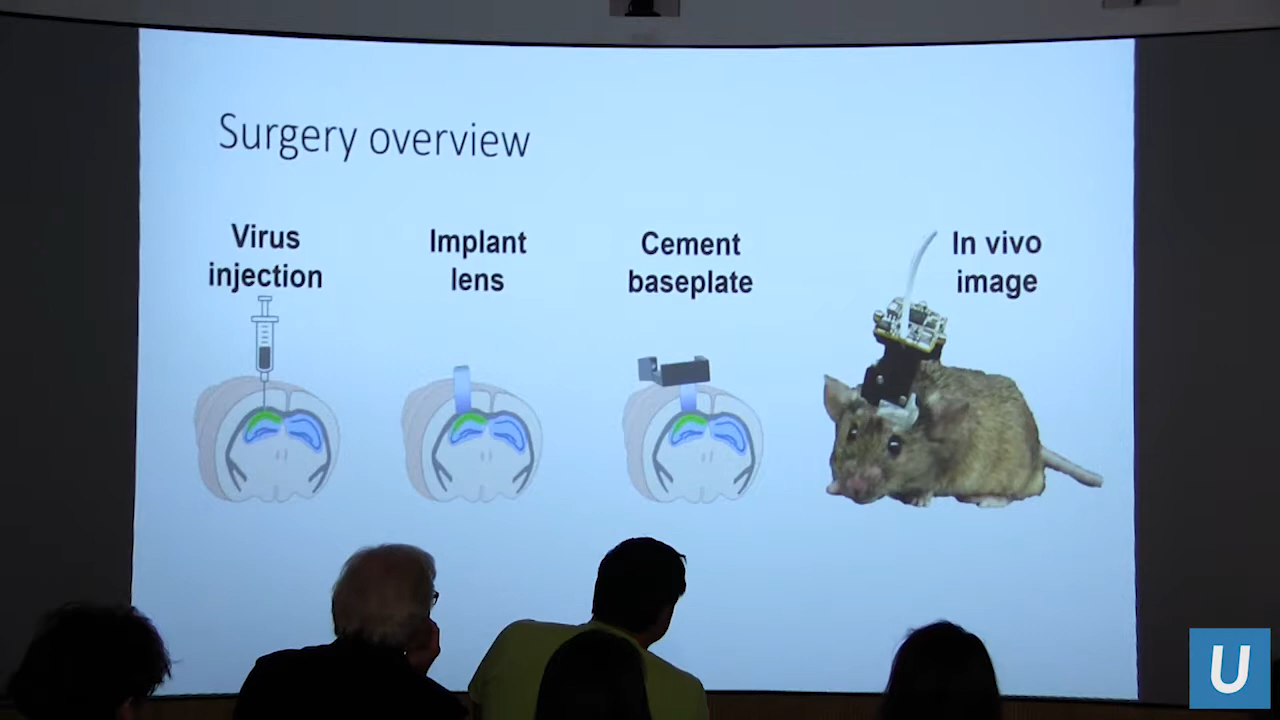 Surgery overview
Virus
injection
Implant
lens
Cement
baseplate
In vivo
image
U